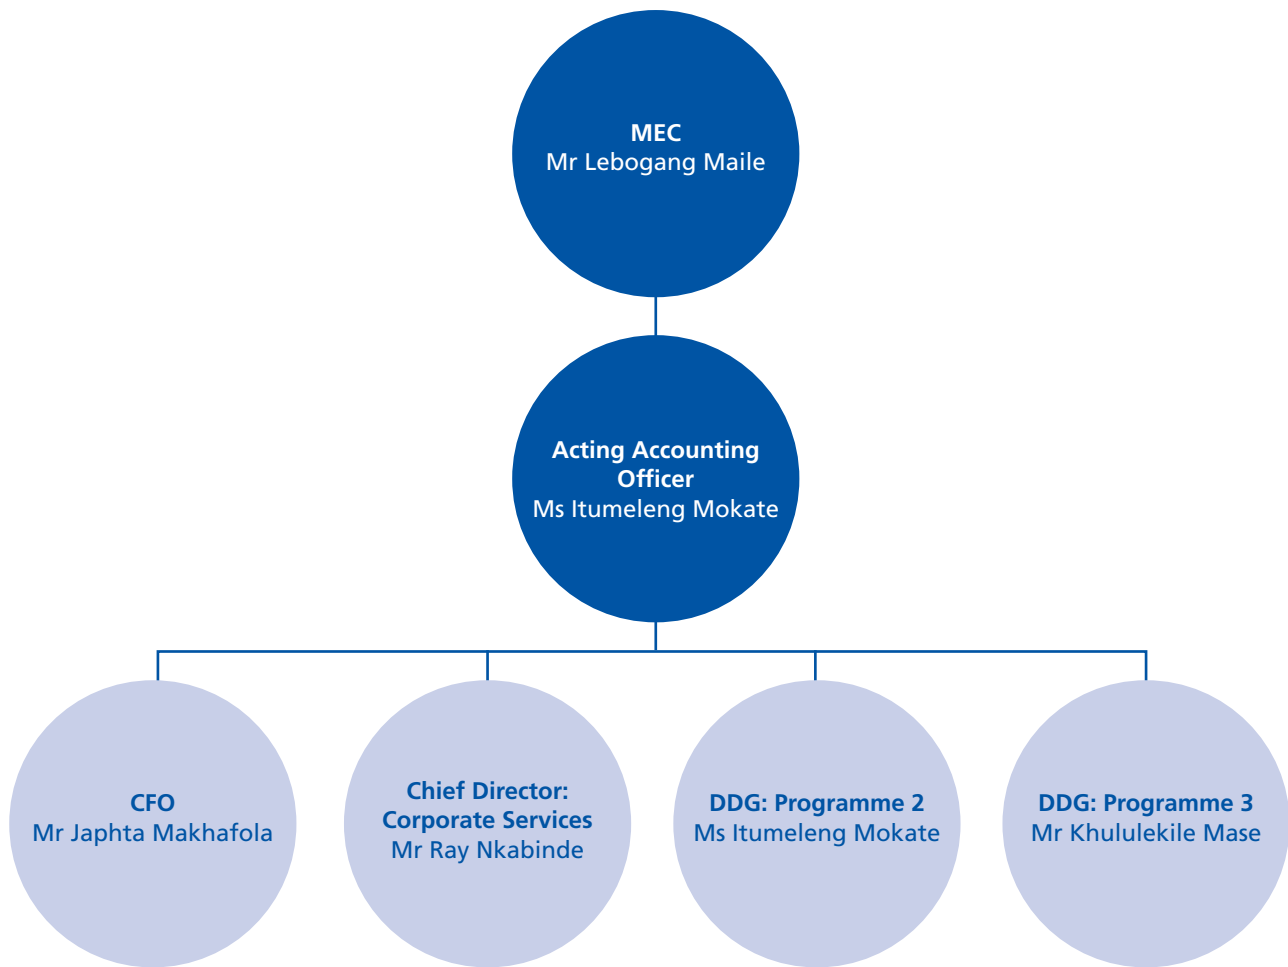 MEC
Mr Lebogang Maile
Acting Accounting
Officer
Ms Itumeleng Mokate
CFO
Mr Japhta Makhafola
Chief Director:
Corporate Services
Mr Ray Nkabinde
DDG: Programme 2
Ms Itumeleng Mokate
DDG: Programme 3
Mr Khululekile Mase